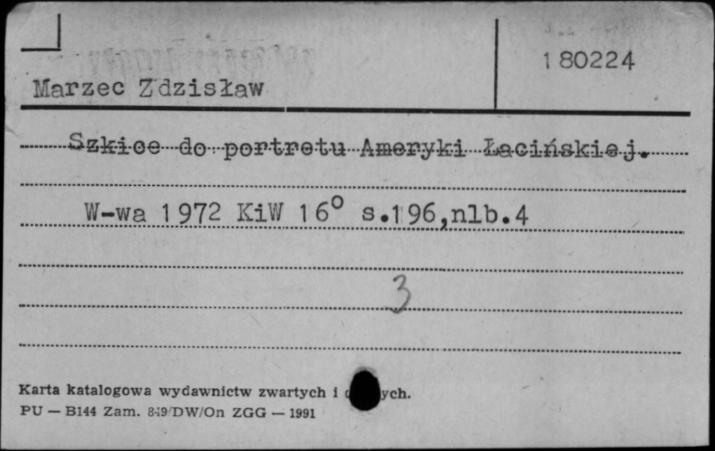 180224
Marzec Zdzisław
Szkice do portretu Ameryki Łacińskiej.
W-wa 1972 KiW 16° s.196,nlb.4
3
Karta katalogowa wydawnictw zwartych i
PU — B144 Zam. 849/DW/On ZGG — 1991